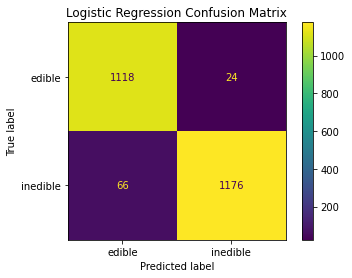 Logistic Regression Confusion Matrix
edible
1118
24
inedible
66
1176
edible
inedible
Predicted label
True label
1000
800
600
400
200